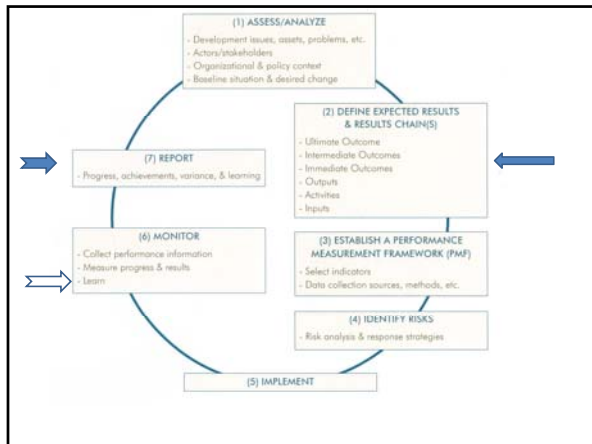 (1) ASSESS/ANALYZE
- Development issues, assets, problems, etc.
- Actors/stakeholders
- Organizational & policy context
- Baseline situation & desired change
(2) DEFINE EXPECTED RESULTS
& RESULTS CHAIN(S)
- Ultimate Outcome
- Intermediate Outcomes
- Immediate Outcomes
- Outputs
- Activities
- Inputs
(3) ESTABLISH A PERFORMANCE
MEASUREMENT FRAMEWORK (PMF)
- Select indicators
- Data collection sources, methods, etc.
(4) IDENTIFY RISKS
- Risk analysis & response strategies
(5) IMPLEMENT
(6) MONITOR
- Collect performance information
- Measure progress & results
- Learn
(7) REPORT
- Progress, achievements, variance, & learning